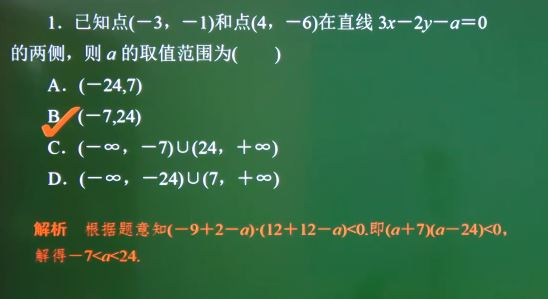 1．已知点(－3，－1)和点(4，－6)在直线 3x－2y－a＝0
的两侧，则 a 的取值范围为(　　)
A．(－24,7)
B．(－7,24)
C．(－∞，－7)∪(24，＋∞)
D．(－∞，－24)∪(7，＋∞)
解析　根据题意知(－9＋2－a)·(12＋12－a)<0.即(a＋7)(a－24)<0，
解得－7<a<24.